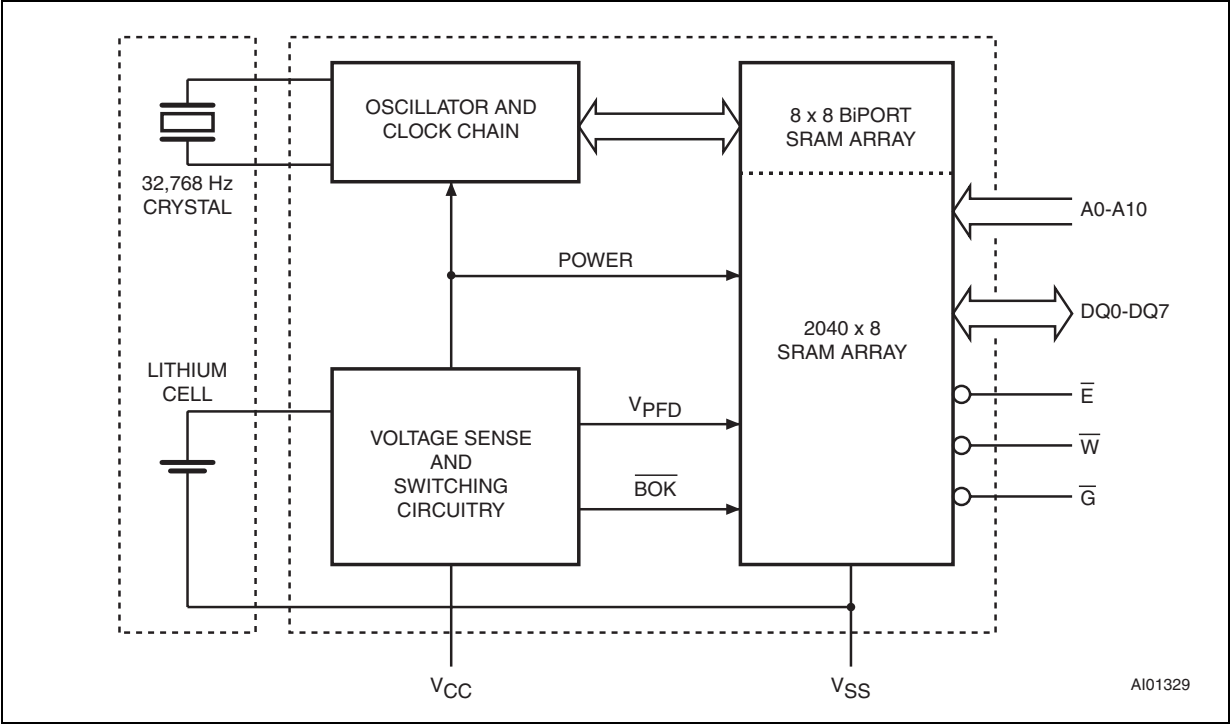 OSCILLATOR AND
CLOCK CHAIN
8 x 8 BiPORT
SRAM ARRAY
32,768 Hz
CRYSTAL
A0-A10
POWER
DQ0-DQ7
2040 x 8
SRAM ARRAY
LITHIUM
CELL
E̅
VPFD
VOLTAGE SENSE
AND
SWITCHING
CIRCUITRY
W̅
B̅O̅K̅
G̅
VCC
VSS
AI01329